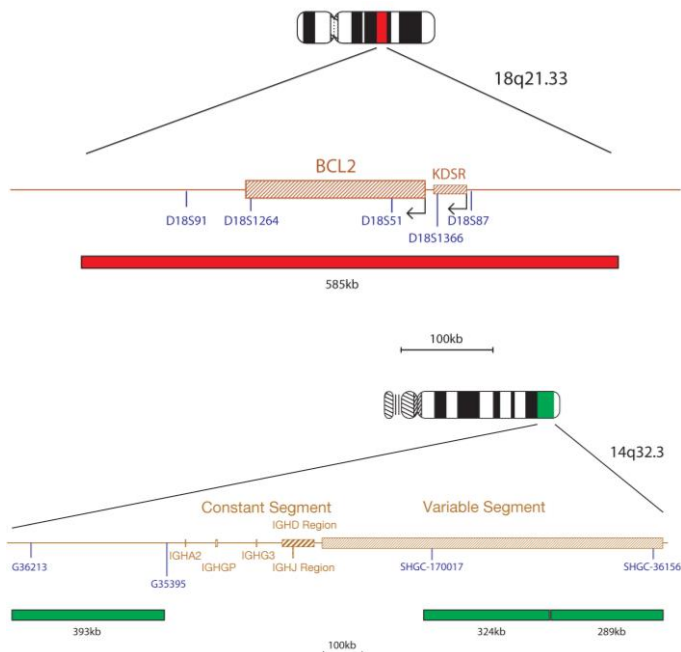 18q21.33
BCL2
KDSR
D18S91
D18S1264
D18S51
D18S87
D18S1366
585kb
100kb
14q32.3
Constant Segment
Variable Segment
IGHD Region
IGHA2
IGHG3
IGHGP
IGHJ Region
G36213
G35395
SHGC-170017
SHGC-36156
393kb
324kb
289kb
100kb